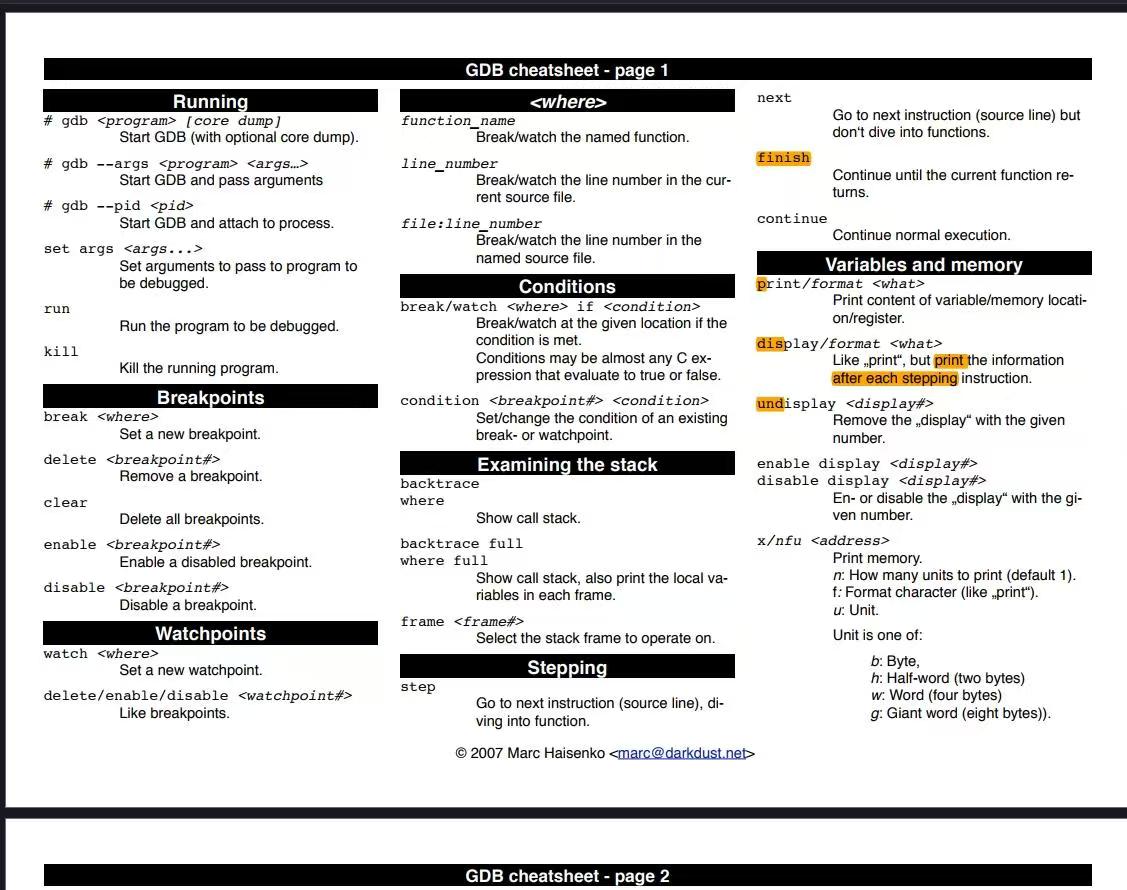 GDB cheatsheet - page 1
Running
# gdb <program> [core dump]
Start GDB (with optional core dump).
# gdb --args <program> <args…>
Start GDB and pass arguments
# gdb --pid <pid>
Start GDB and attach to process.
set args <args...>
Set arguments to pass to program to
be debugged.
run
Run the program to be debugged.
kill
Kill the running program.
Breakpoints
break <where>
Set a new breakpoint.
delete <breakpoint#>
Remove a breakpoint.
clear
Delete all breakpoints.
enable <breakpoint#>
Enable a disabled breakpoint.
disable <breakpoint#>
Disable a breakpoint.
Watchpoints
watch <where>
Set a new watchpoint.
delete/enable/disable <watchpoint#>
Like breakpoints.
<where>
function_name
Break/watch the named function.
line_number
Break/watch the line number in the cur-
rent source file.
file:line_number
Break/watch the line number in the
named source file.
Conditions
break/watch <where> if <condition>
Break/watch at the given location if the
condition is met.
Conditions may be almost any C ex-
pression that evaluate to true or false.
condition <breakpoint#> <condition>
Set/change the condition of an existing
break- or watchpoint.
Examining the stack
backtrace
where
Show call stack.
backtrace full
where full
Show call stack, also print the local va-
riables in each frame.
frame <frame#>
Select the stack frame to operate on.
Stepping
step
Go to next instruction (source line), di-
ving into function.
next
Go to next instruction (source line) but
don't dive into functions.
finish
Continue until the current function re-
turns.
continue
Continue normal execution.
Variables and memory
print/format <what>
Print content of variable/memory locati-
on/register.
display/format <what>
Like „print“, but print the information
after each stepping instruction.
undisplay <display#>
Remove the „display“ with the given
number.
enable display <display#>
disable display <display#>
En- or disable the „display“ with the gi-
ven number.
x/nfu <address>
Print memory.
n: How many units to print (default 1).
f: Format character (like „print“).
u: Unit.
Unit is one of:
b: Byte,
h: Half-word (two bytes)
w: Word (four bytes)
g: Giant word (eight bytes)).
© 2007 Marc Haisenko <marc@darkdust.net>
GDB cheatsheet - page 2